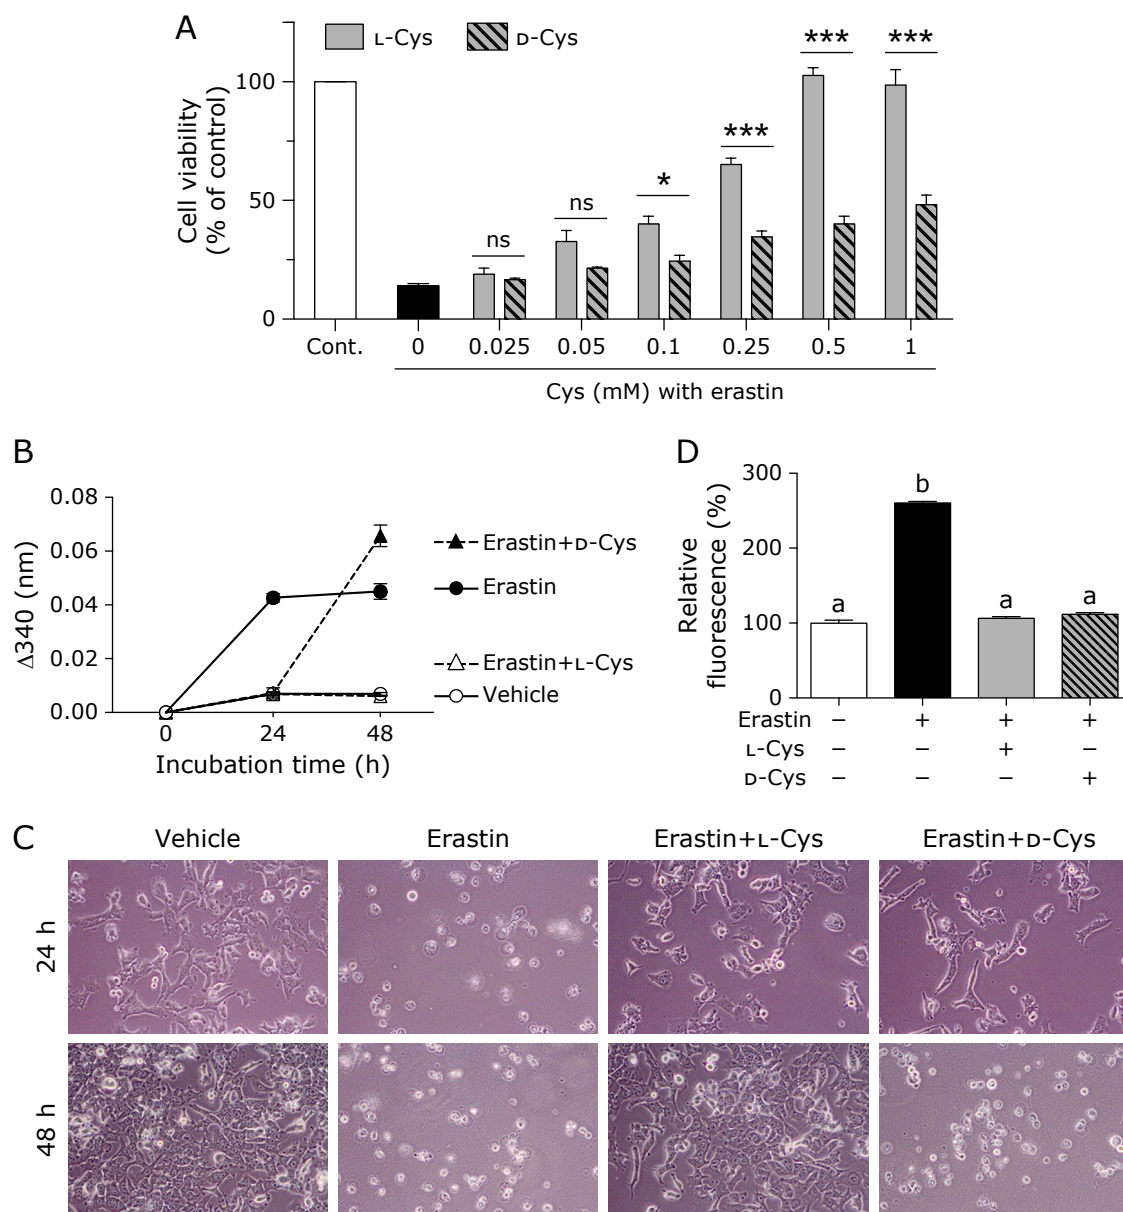 A
ʟ-Cys
ᴅ-Cys
Cell viability
(% of control)
100
50
0
ns
ns
*
***
***
***
Cont.
0
0.025
0.05
0.1
0.25
0.5
1
Cys (mM) with erastin
B
Δ340 (nm)
0.08
0.06
0.04
0.02
0.00
0
24
48
Incubation time (h)
Erastin+ᴅ-Cys
Erastin
Erastin+ʟ-Cys
Vehicle
D
Relative
fluorescence (%)
300
200
100
0
a
b
a
a
Erastin − + + +
ʟ-Cys − − + −
ᴅ-Cys − − − +
C
Vehicle
Erastin
Erastin+ʟ-Cys
Erastin+ᴅ-Cys
24 h
48 h